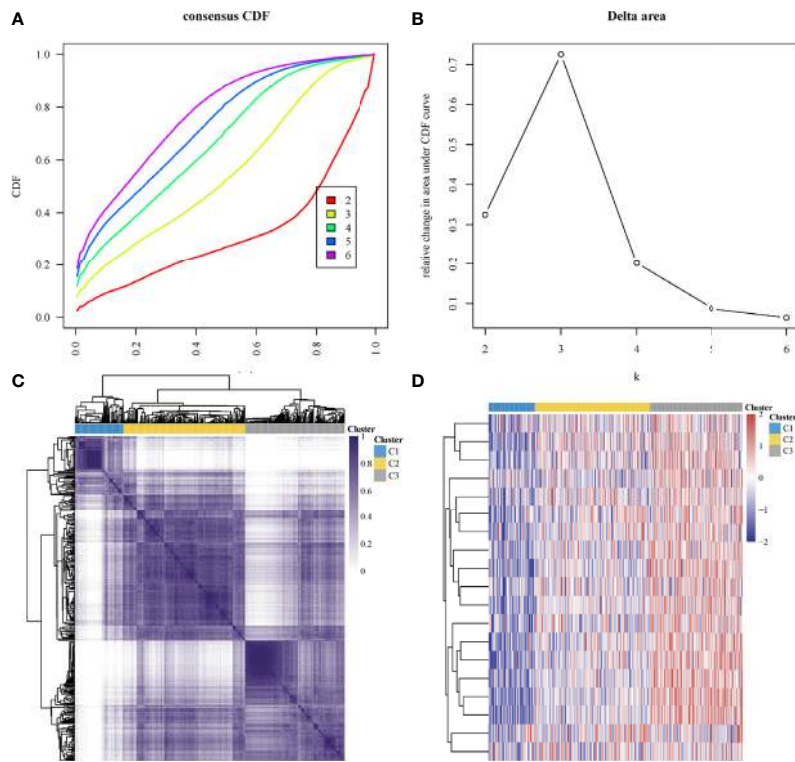 A
consensus CDF
CDF
1.0
0.8
0.6
0.4
0.2
0.0
0.0
0.2
0.4
0.6
0.8
1.0
2
3
4
5
6
B
Delta area
relative change in area under CDF curve
0.7
0.6
0.5
0.4
0.3
0.2
0.1
2
3
4
6
k
C
Cluster
1
0.8
0.6
0.4
0.2
0
Cluster
C1
C2
C3
D
Cluster
2
1
0
−1
−2
Cluster
C1
C2
C3